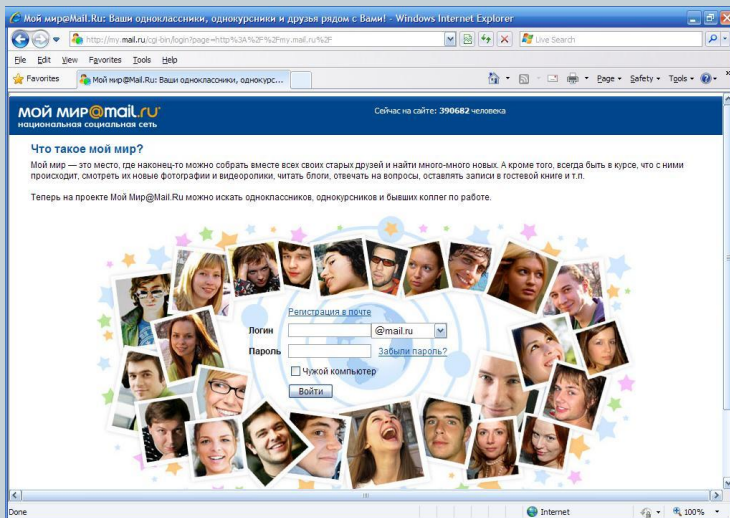 Мой мир@Mail.Ru: Ваши одноклассники, однокурсники и друзья рядом с Вами! - Windows Internet Explorer
http://my.mail.ru/cgi-bin/login?page=http%3A%2F%2Fmy.mail.ru%2F
Live Search
File Edit View Favorites Tools Help
Favorites
Мой мир@Mail.Ru: Ваши одноклассники, однокурс...
Page Safety Tools
мой мир@mail.ru
национальная социальная сеть
Сейчас на сайте: 390682 человека
Что такое мой мир?
Мой мир — это место, где наконец-то можно собрать вместе всех своих старых друзей и найти много-много новых. А кроме того, всегда быть в курсе, что с ними
происходит, смотреть их новые фотографии и видеоролики, читать блоги, отвечать на вопросы, оставлять записи в гостевой книге и т.п.
Теперь на проекте Мой Мир@Mail.Ru можно искать одноклассников, однокурсников и бывших коллег по работе.
Регистрация в почте
Логин @mail.ru
Пароль Забыли пароль?
Чужой компьютер
Войти
Done Internet 100%